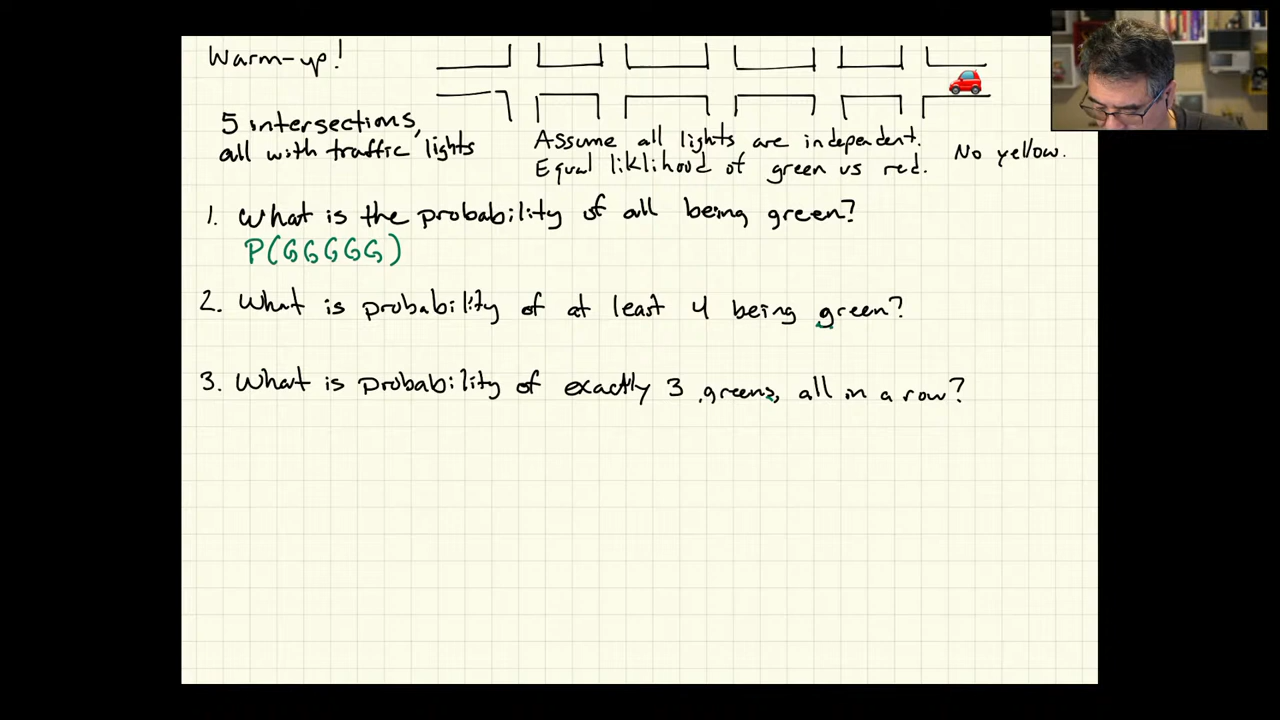 Warm-up!
5 intersections,
all with traffic lights
Assume all lights are independent.
Equal liklihood of green vs red.
No yellow.
1. What is the probability of all being green?
P(GGGGG)
2. What is probability of at least 4 being green?
3. What is probability of exactly 3 greens, all in a row?